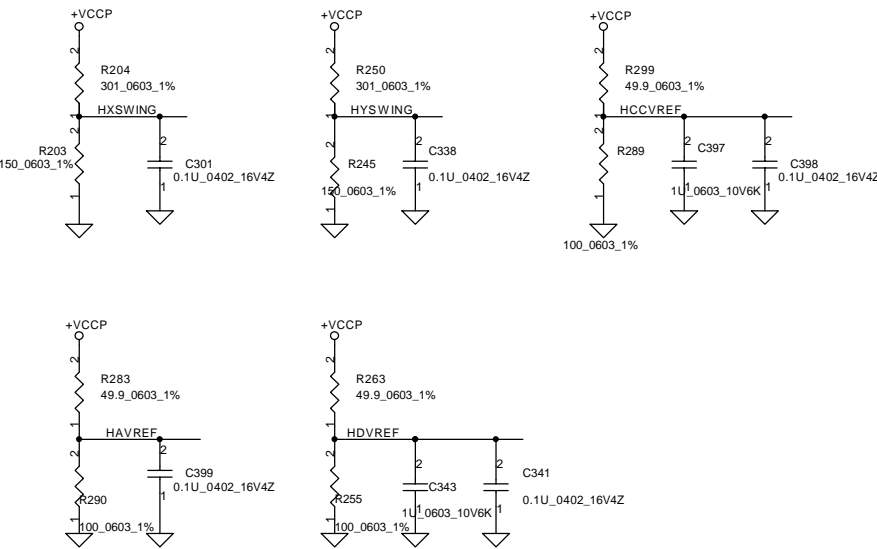 +VCCP
2
R204
301_0603_1%
1
HXSWING
2
R203
150_0603_1%
1
2
C301
0.1U_0402_16V4Z
1
+VCCP
2
R250
301_0603_1%
1
HYSWING
2
R245
150_0603_1%
1
2
C338
0.1U_0402_16V4Z
1
+VCCP
2
R299
49.9_0603_1%
1
HCCVREF
2
R289
1
100_0603_1%
2
C397
1U_0603_10V6K
1
2
C398
0.1U_0402_16V4Z
1
+VCCP
2
R283
49.9_0603_1%
1
HAVREF
2
R290
1
100_0603_1%
2
C399
0.1U_0402_16V4Z
1
+VCCP
2
R263
49.9_0603_1%
1
HDVREF
2
R255
1
100_0603_1%
2
C343
1U_0603_10V6K
1
2
C341
0.1U_0402_16V4Z
1